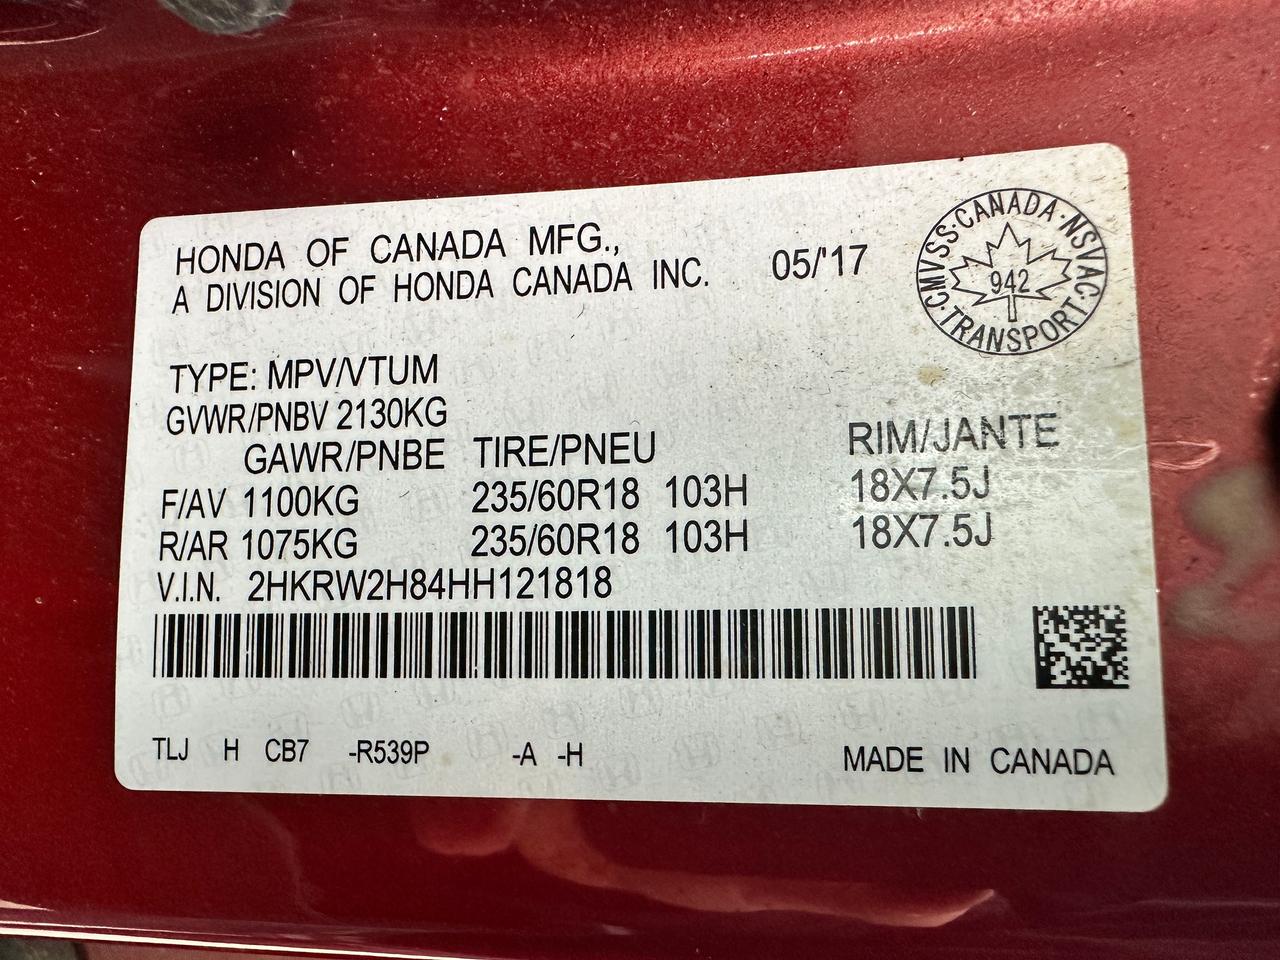 HONDA OF CANADA MFG.,
A DIVISION OF HONDA CANADA INC.
05/'17
CMVSS·CANADA·NSVAC·TRANSPORT·
942
TYPE: MPV/VTUM
GVWR/PNBV 2130KG
GAWR/PNBE TIRE/PNEU RIM/JANTE
F/AV 1100KG 235/60R18 103H 18X7.5J
R/AR 1075KG 235/60R18 103H 18X7.5J
V.I.N. 2HKRW2H84HH121818
TLJ H CB7 -R539P -A -H MADE IN CANADA